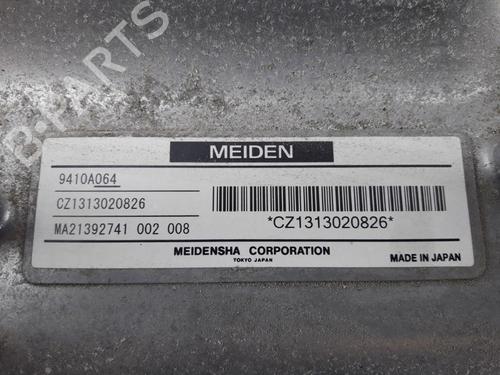 B-PARTS
MEIDEN
9410A064
CZ1313020826
MA21392741 002 008
*CZ1313020826*
MEIDENSHA CORPORATION
TOKYO JAPAN
MADE IN JAPAN